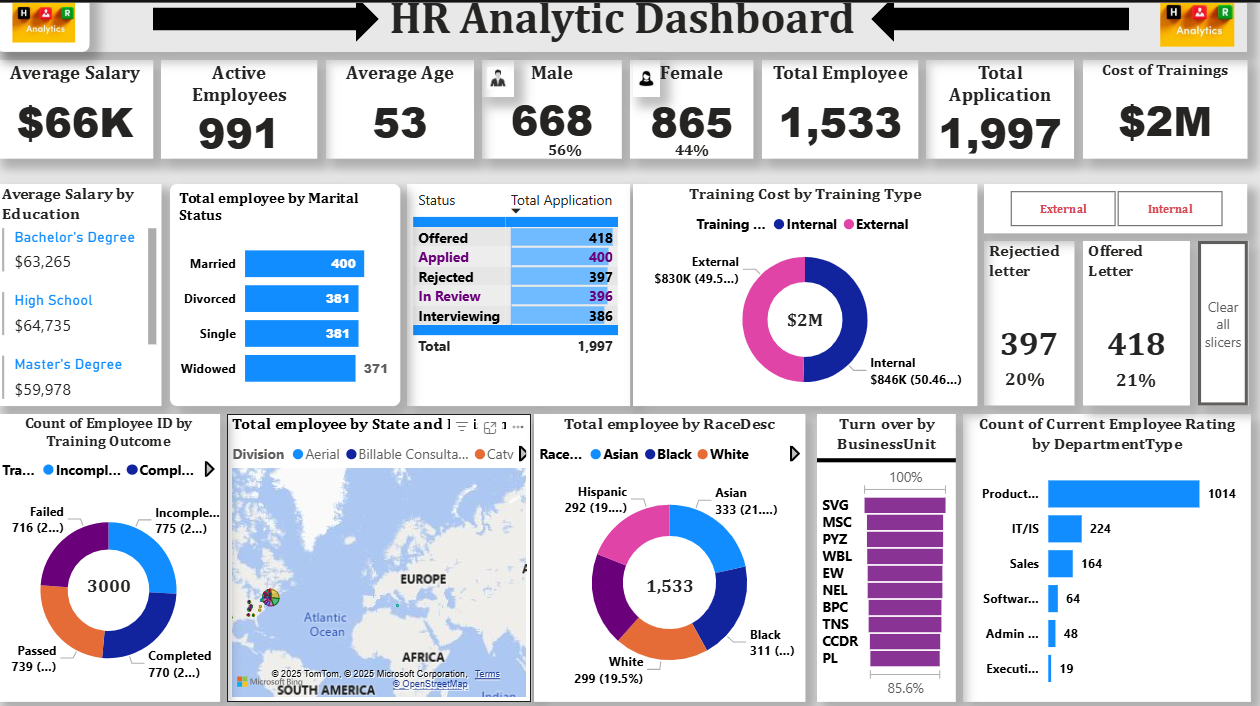 H R
Analytics
HR Analytic Dashboard
H R
Analytics
Average Salary
$66K
Active
Employees
991
Average Age
53
Male
668
56%
Female
865
44%
Total Employee
1,533
Total
Application
1,997
Cost of Trainings
$2M
Average Salary by
Education
Bachelor's Degree
$63,265
High School
$64,735
Master's Degree
$59,978
Total employee by Marital
Status
Married 400
Divorced 381
Single 381
Widowed 371
Status Total Application
Offered 418
Applied 400
Rejected 397
In Review 396
Interviewing 386
Total 1,997
Training Cost by Training Type
Training ... Internal External
External
$830K (49.5...)
$2M
Internal
$846K (50.46...)
External Internal
Rejectied
letter
397
20%
Offered
Letter
418
21%
Clear
all
slicers
Count of Employee ID by
Training Outcome
Tra... Incompl... Compl...
Failed
716 (2...)
Incomple...
775 (2...)
3000
Passed
739 (...)
Completed
770 (2...)
Total employee by State and
Division Aerial Billable Consulta... Catv
EUROPE
Atlantic
Ocean
AFRICA
© 2025 TomTom, © 2025 Microsoft Corporation, Terms
Microsoft Bing © OpenStreetMap
SOUTH AMERICA
Indian
Total employee by RaceDesc
Race... Asian Black White
Hispanic
292 (19....)
Asian
333 (21....)
1,533
Black
311 (...)
White
299 (19.5%)
Turn over by
BusinessUnit
100%
SVG
MSC
PYZ
WBL
EW
NEL
BPC
TNS
CCDR
PL
85.6%
Count of Current Employee Rating
by DepartmentType
Product... 1014
IT/IS 224
Sales 164
Softwar... 64
Admin ... 48
Executi... 19